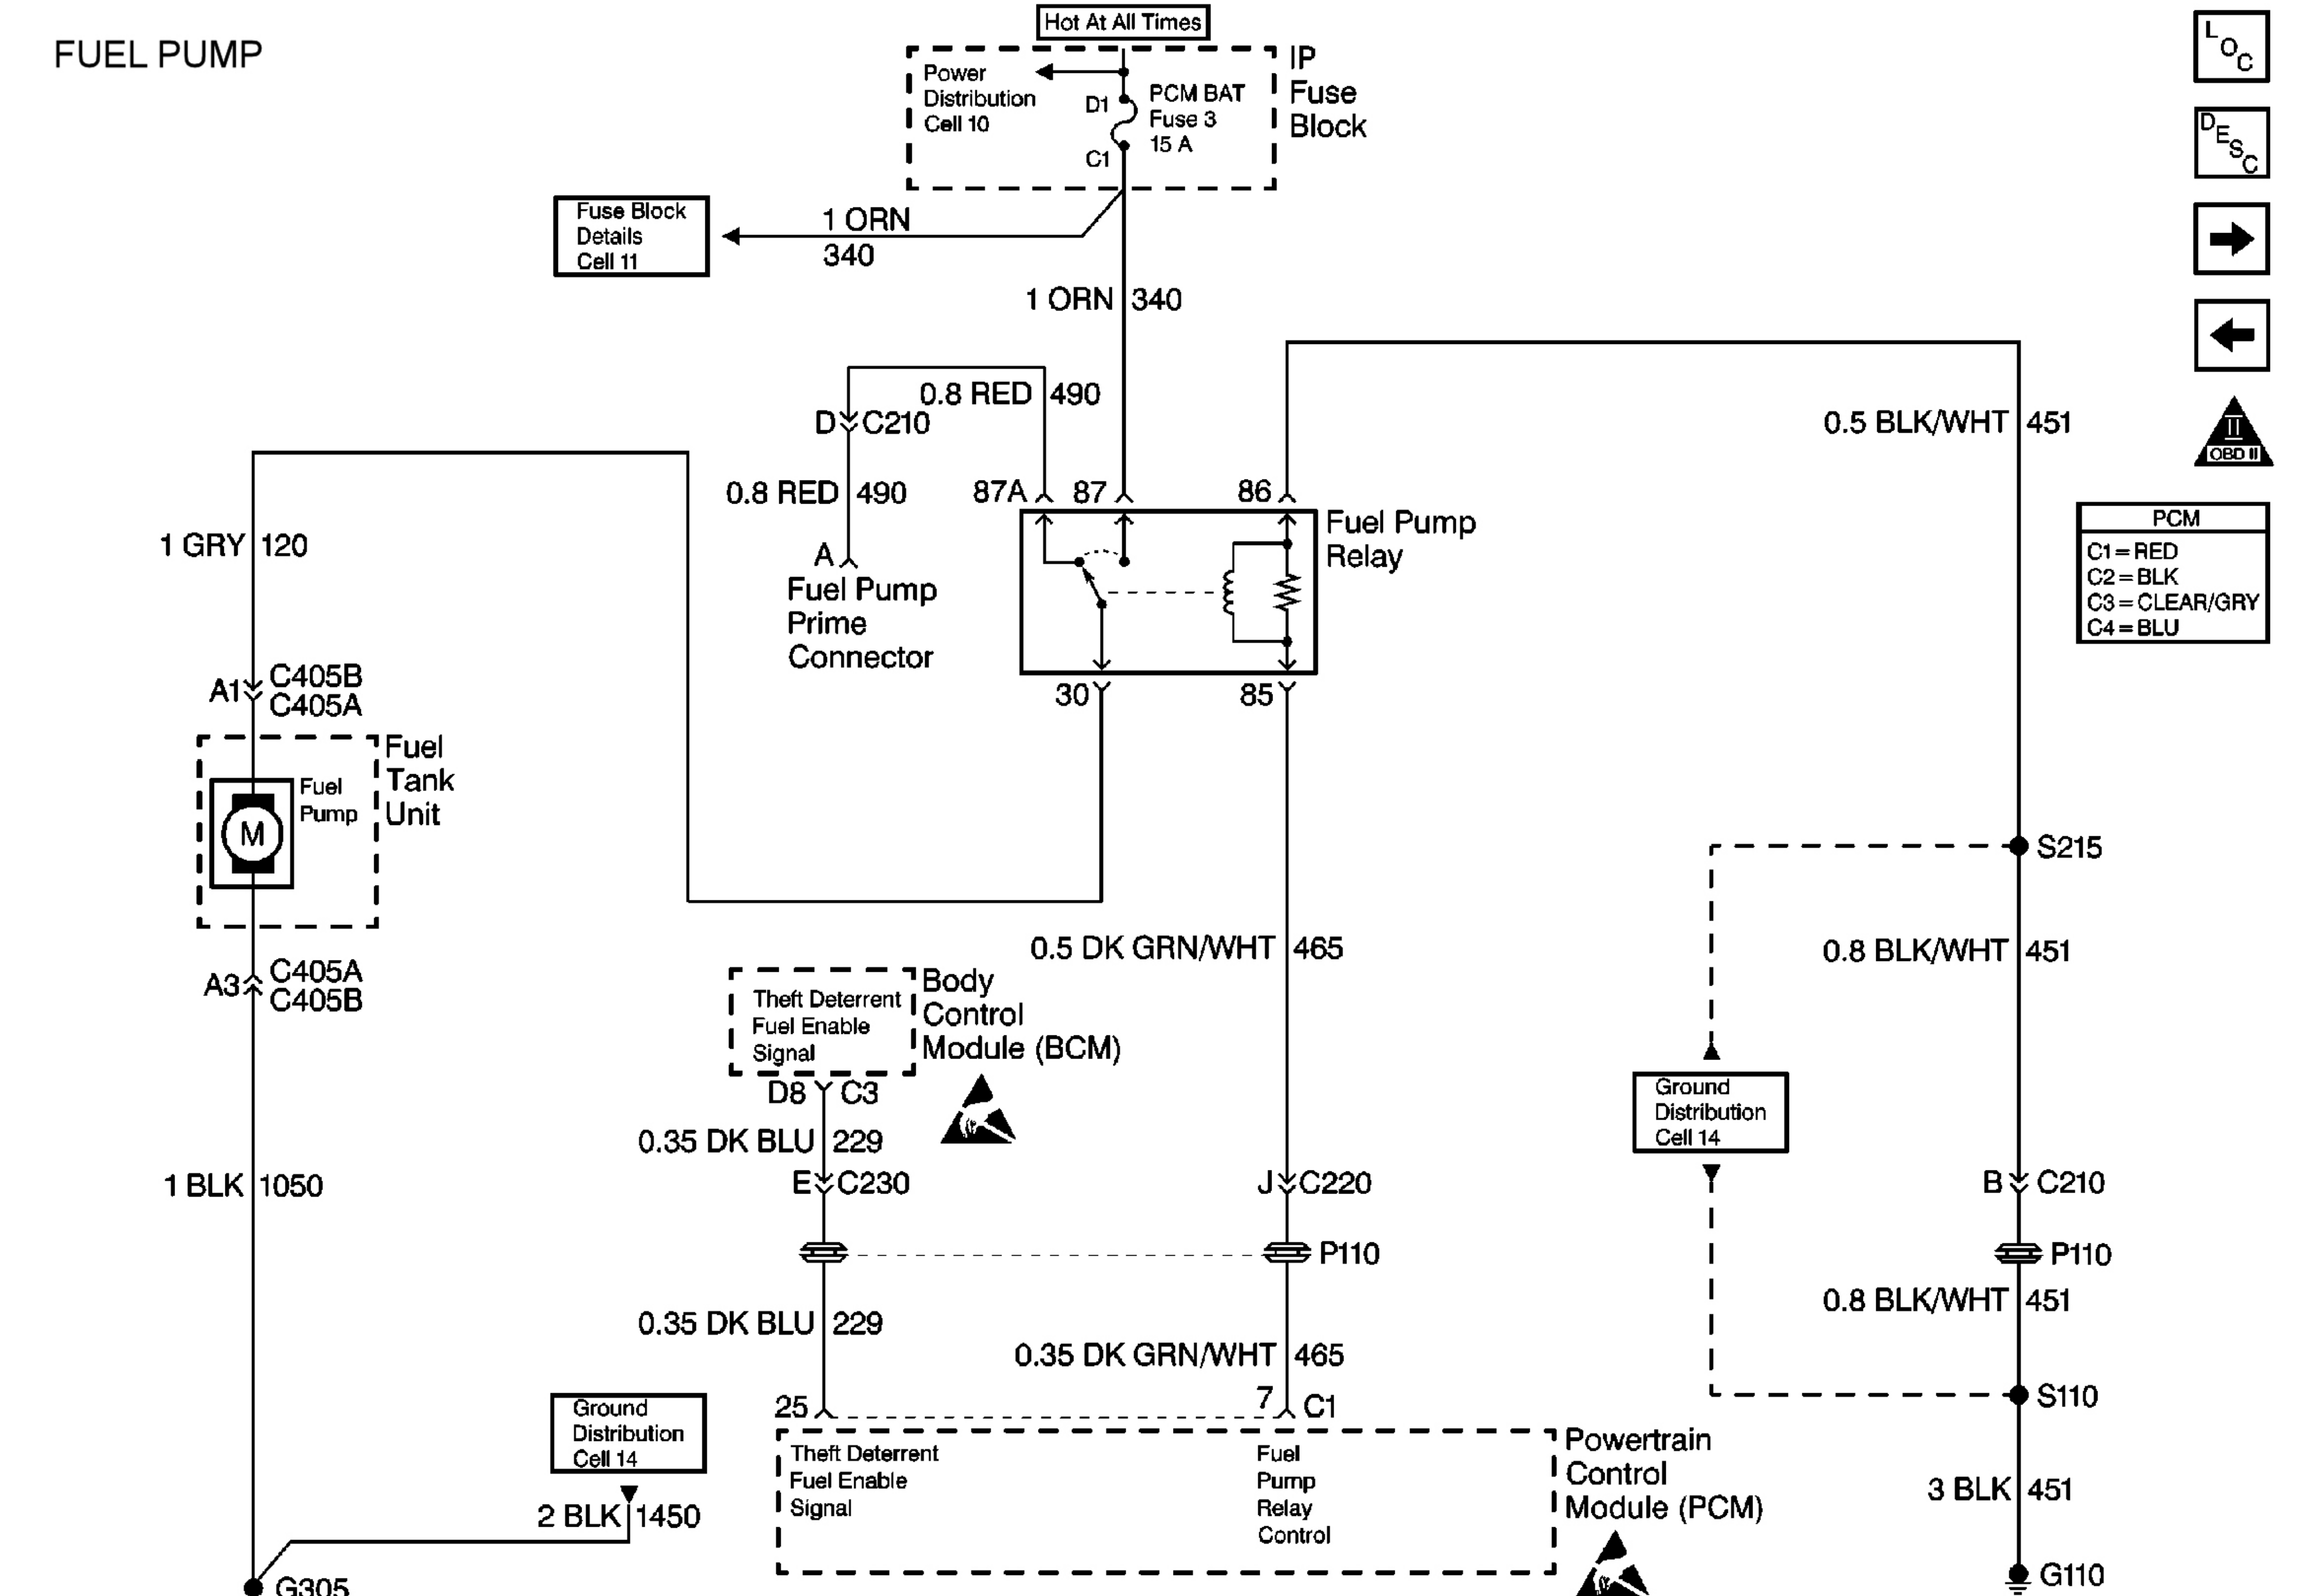 FUEL PUMP
Hot At All Times
Power
Distribution
Cell 10
D1
C1
PCM BAT
Fuse 3
15 A
IP
Fuse
Block
L
O
C
D
E
S
C
Fuse Block
Details
Cell 11
1 ORN
340
1 ORN 340
0.8 RED 490
D C210
0.8 RED 490
A
Fuel Pump
Prime
Connector
87A 87 86
Fuel Pump
Relay
30 85
0.5 BLK/WHT 451
II
OBD II
PCM
C1=RED
C2=BLK
C3=CLEAR/GRY
C4=BLU
1 GRY 120
A1 C405B
C405A
Fuel
Pump
M
Fuel
Tank
Unit
A3 C405A
C405B
1 BLK 1050
0.5 DK GRN/WHT 465
Theft Deterrent
Fuel Enable
Signal
Body
Control
Module (BCM)
D8 C3
0.35 DK BLU 229
E C230
J C220
P110
0.35 DK BLU 229
0.35 DK GRN/WHT 465
25 7 C1
Theft Deterrent
Fuel Enable
Signal
Fuel
Pump
Relay
Control
Powertrain
Control
Module (PCM)
S215
0.8 BLK/WHT 451
Ground
Distribution
Cell 14
B C210
P110
0.8 BLK/WHT 451
S110
3 BLK 451
G110
Ground
Distribution
Cell 14
2 BLK 1450
G305